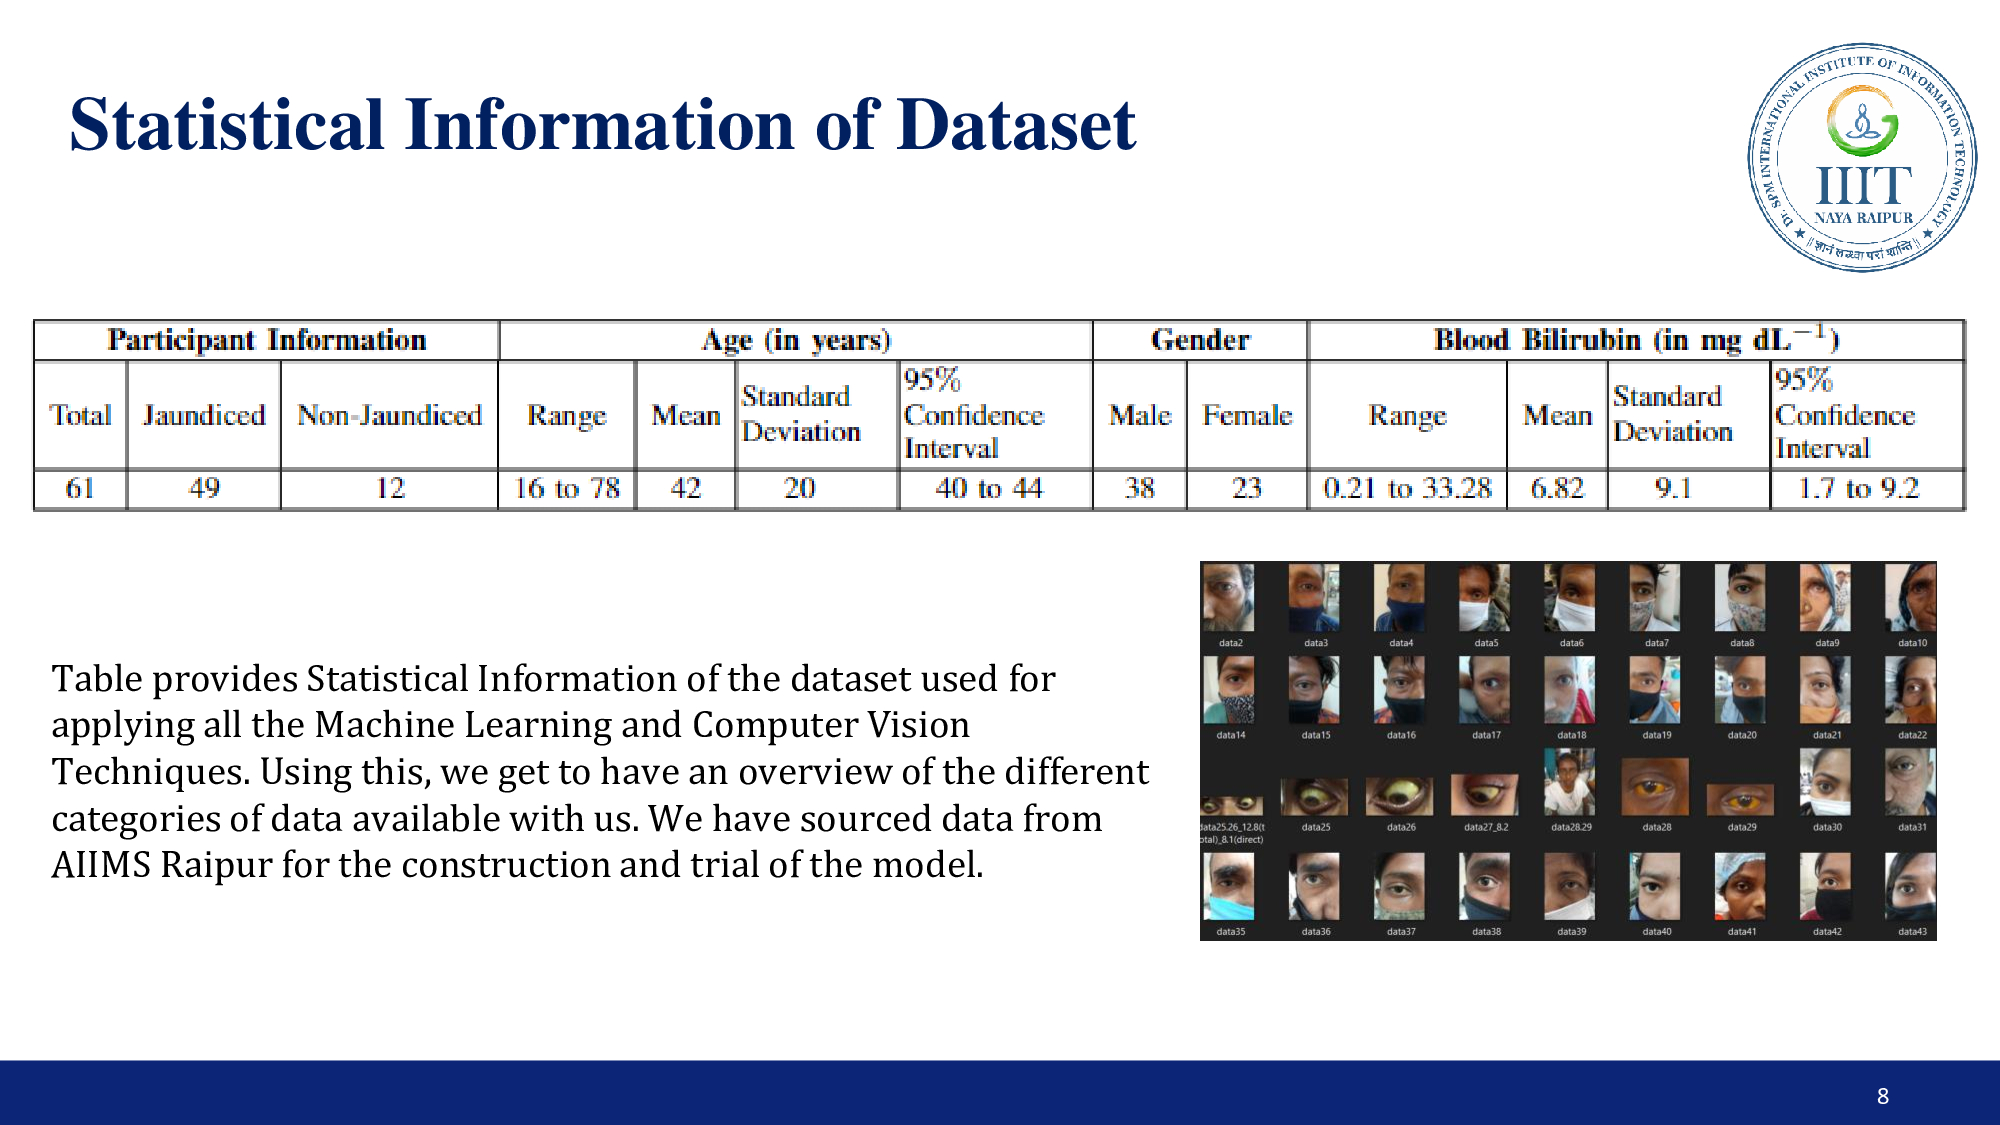 Statistical Information of Dataset
Dr. SPM INTERNATIONAL INSTITUTE OF INFORMATION TECHNOLOGY
IIIT
NAYA RAIPUR
Participant Information Age (in years) Gender Blood Bilirubin (in mg dL−1)
Total Jaundiced Non-Jaundiced Range Mean Standard Deviation 95% Confidence Interval Male Female Range Mean Standard Deviation 95% Confidence Interval
61 49 12 16 to 78 42 20 40 to 44 38 23 0.21 to 33.28 6.82 9.1 1.7 to 9.2
Table provides Statistical Information of the dataset used for
applying all the Machine Learning and Computer Vision
Techniques. Using this, we get to have an overview of the different
categories of data available with us. We have sourced data from
AIIMS Raipur for the construction and trial of the model.
data2 data3 data4 data5 data6 data7 data8 data9 data10
data14 data15 data16 data17 data18 data19 data20 data21 data22
data25.26_12.8(t data25 data26 data27_8.2 data28.29 data28 data29 data30 data31
otal)_8.1(direct)
data35 data36 data37 data38 data39 data40 data41 data42 data43
8